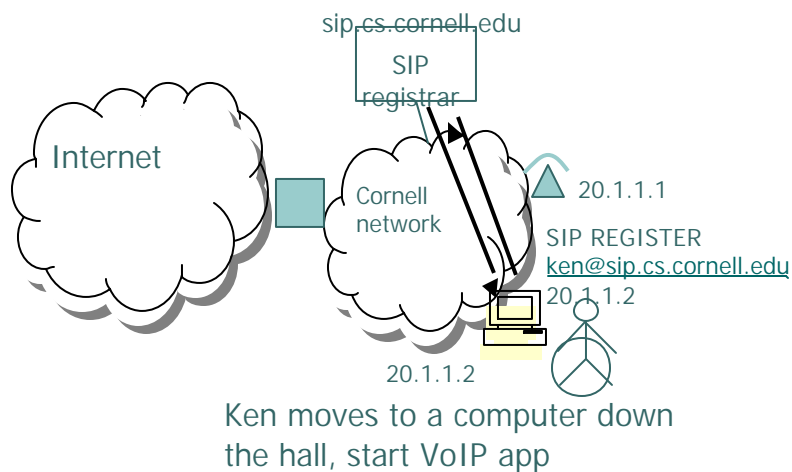 sip.cs.cornell.edu
SIP
registrar
Internet
Cornell
network
20.1.1.1
SIP REGISTER
ken@sip.cs.cornell.edu
20.1.1.2
20.1.1.2
Ken moves to a computer down
the hall, start VoIP app